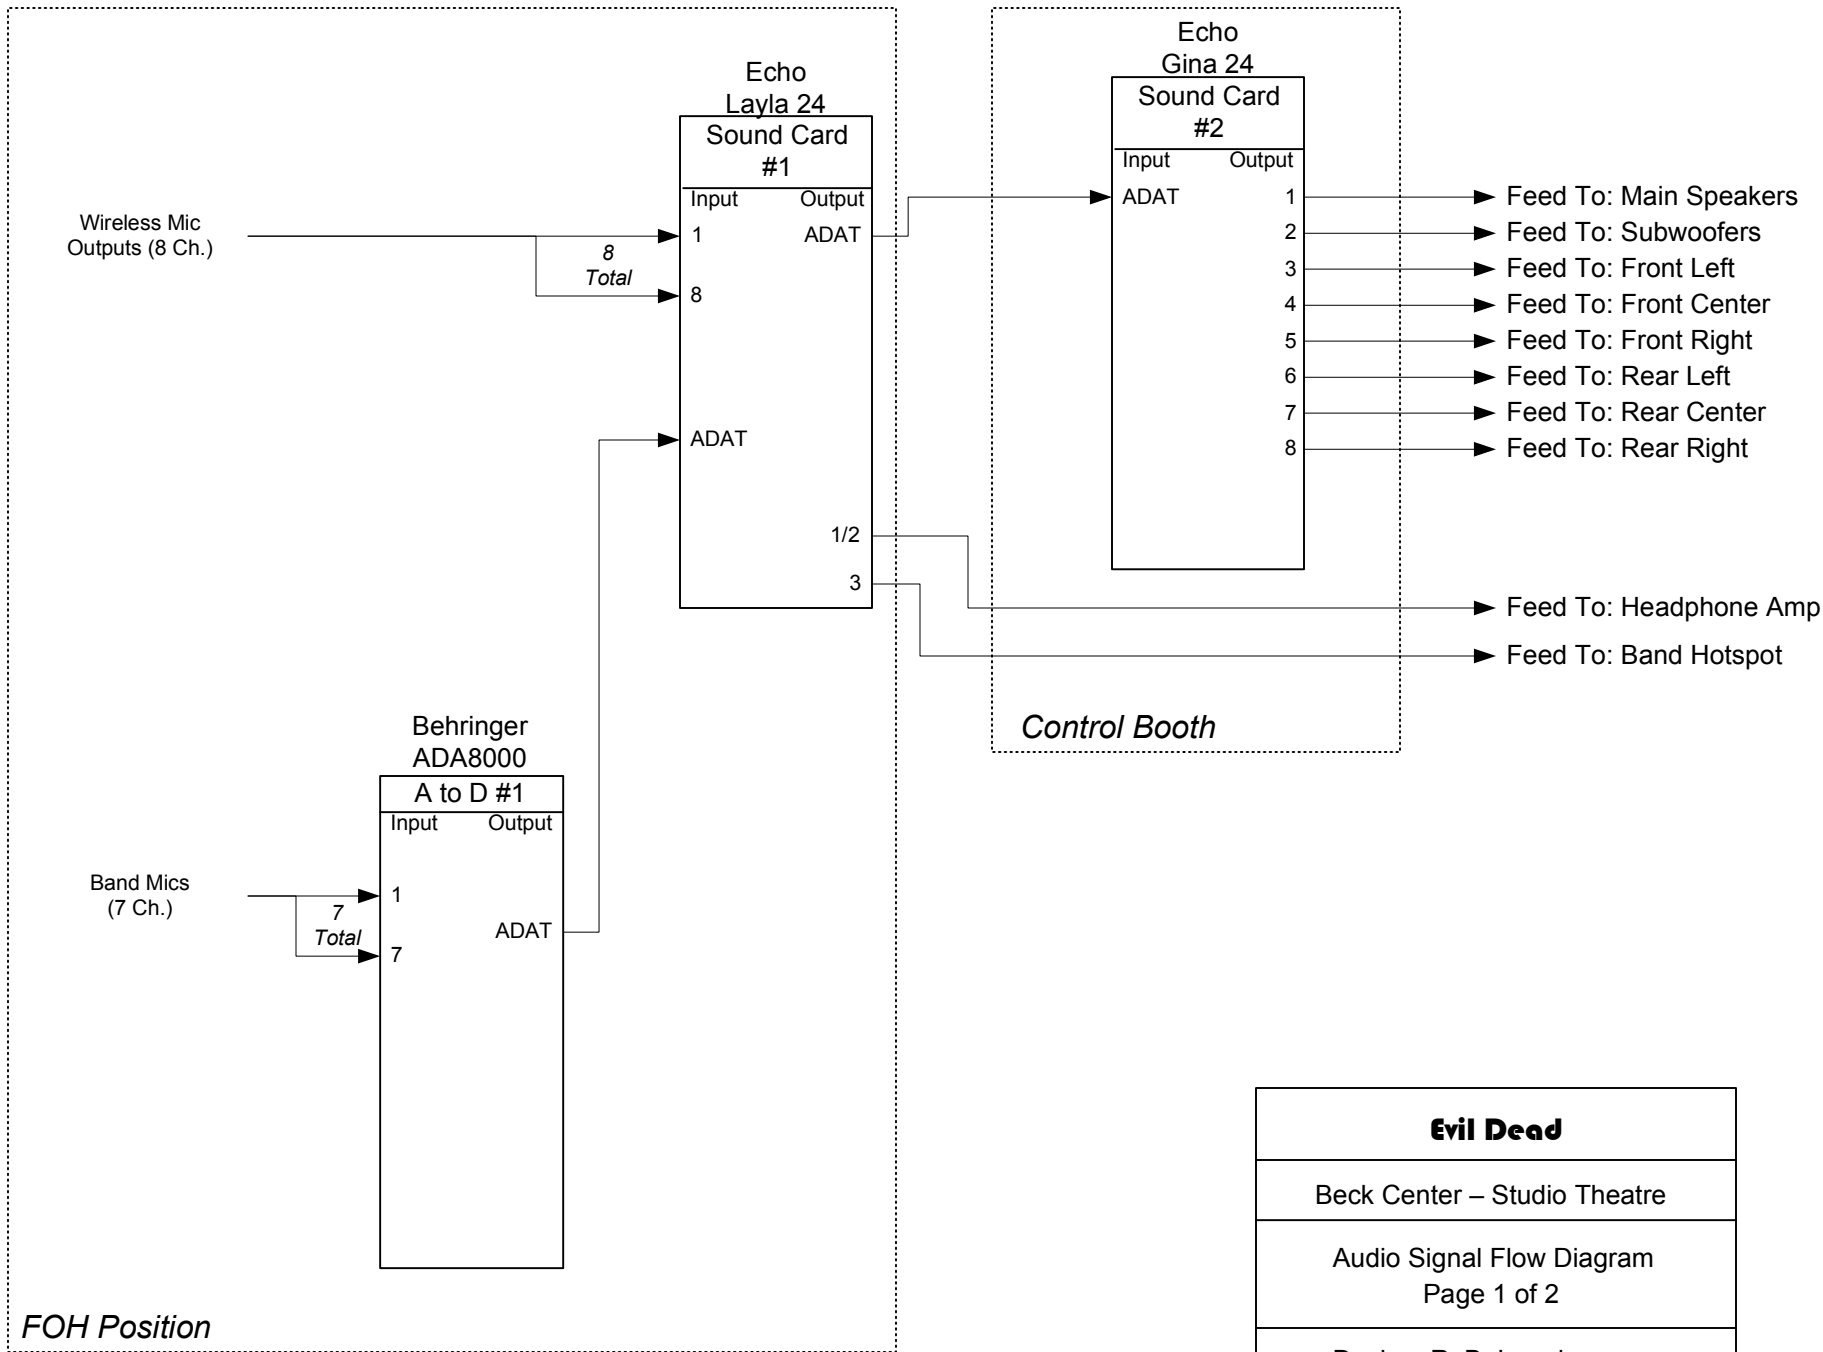 Echo
Layla 24
Sound Card
#1
Input Output
1 ADAT
8
ADAT
1/2
3
Wireless Mic
Outputs (8 Ch.)
8
Total
Echo
Gina 24
Sound Card
#2
Input Output
ADAT 1
2
3
4
5
6
7
8
Feed To: Main Speakers
Feed To: Subwoofers
Feed To: Front Left
Feed To: Front Center
Feed To: Front Right
Feed To: Rear Left
Feed To: Rear Center
Feed To: Rear Right
Feed To: Headphone Amp
Feed To: Band Hotspot
Control Booth
Behringer
ADA8000
A to D #1
Input Output
1
ADAT
7
Band Mics
(7 Ch.)
7
Total
FOH Position
Evil Dead
Beck Center – Studio Theatre
Audio Signal Flow Diagram
Page 1 of 2